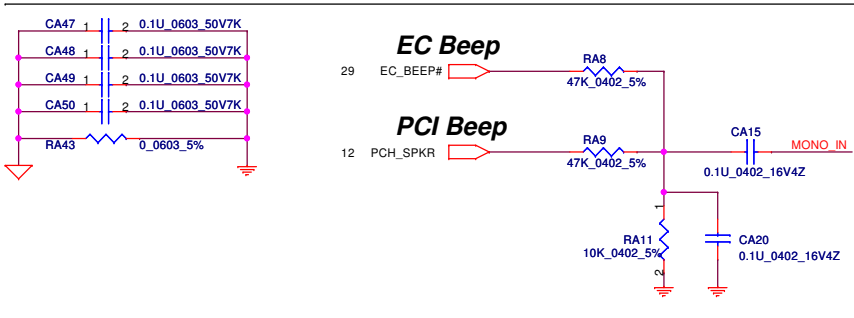 CA47 1 2 0.1U_0603_50V7K
CA48 1 2 0.1U_0603_50V7K
CA49 1 2 0.1U_0603_50V7K
CA50 1 2 0.1U_0603_50V7K
RA43 0_0603_5%
EC Beep
29 EC_BEEP#
RA8
47K_0402_5%
PCI Beep
12 PCH_SPKR
RA9
47K_0402_5%
CA15
0.1U_0402_16V4Z
MONO_IN
1
RA11
10K_0402_5%
2
CA20
0.1U_0402_16V4Z